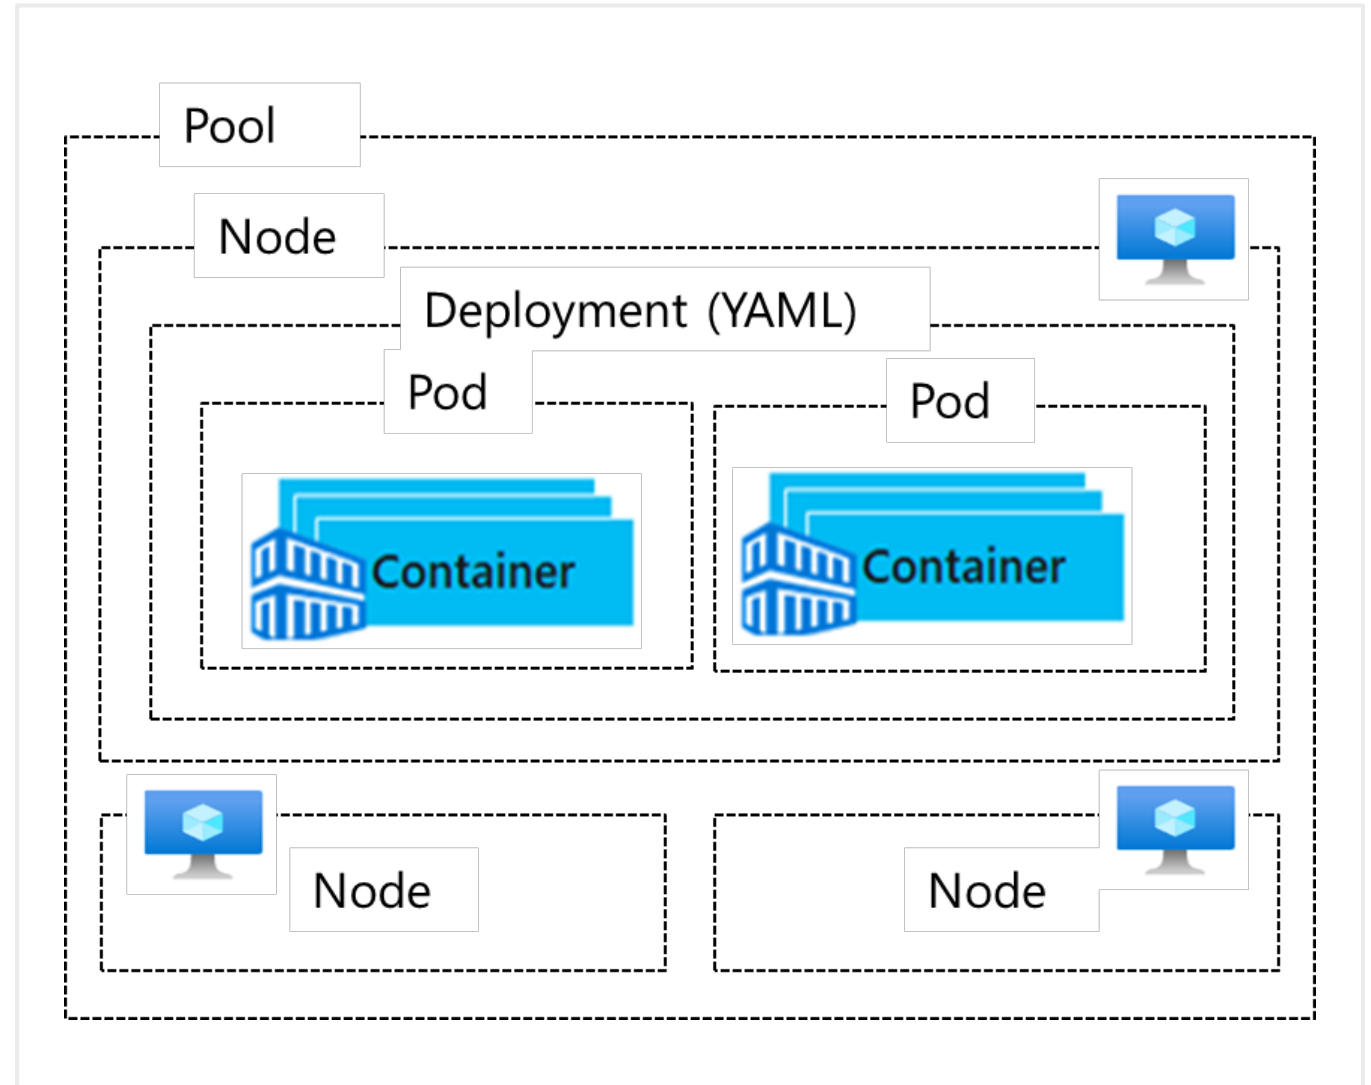 Pool
Node
Deployment (YAML)
Pod
Pod
Container
Container
Node
Node